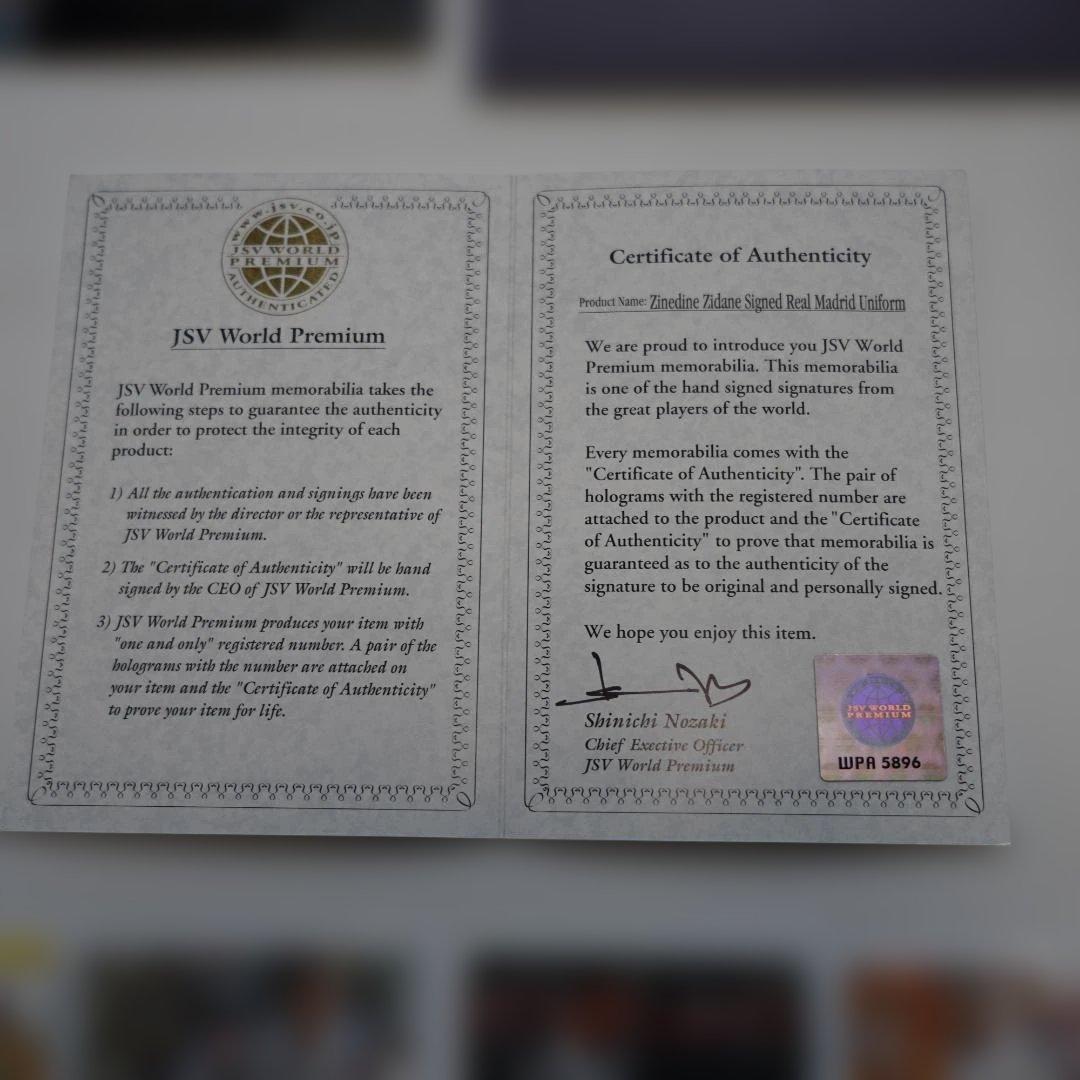 www.jsv.co.jp
JSV WORLD
PREMIUM
AUTHENTICATED
JSV World Premium
JSV World Premium memorabilia takes the
following steps to guarantee the authenticity
in order to protect the integrity of each
product:
1) All the authentication and signings have been
witnessed by the director or the representative of
JSV World Premium.
2) The "Certificate of Authenticity" will be hand
signed by the CEO of JSV World Premium.
3) JSV World Premium produces your item with
"one and only" registered number. A pair of the
holograms with the number are attached on
your item and the "Certificate of Authenticity"
to prove your item for life.
Certificate of Authenticity
Product Name: Zinedine Zidane Signed Real Madrid Uniform
We are proud to introduce you JSV World
Premium memorabilia. This memorabilia
is one of the hand signed signatures from
the great players of the world.
Every memorabilia comes with the
"Certificate of Authenticity". The pair of
holograms with the registered number are
attached to the product and the "Certificate
of Authenticity" to prove that memorabilia is
guaranteed as to the authenticity of the
signature to be original and personally signed.
We hope you enjoy this item.
Shinichi Nozaki
Chief Exective Officer
JSV World Premium
JSV WORLD
PREMIUM
WPA 5896